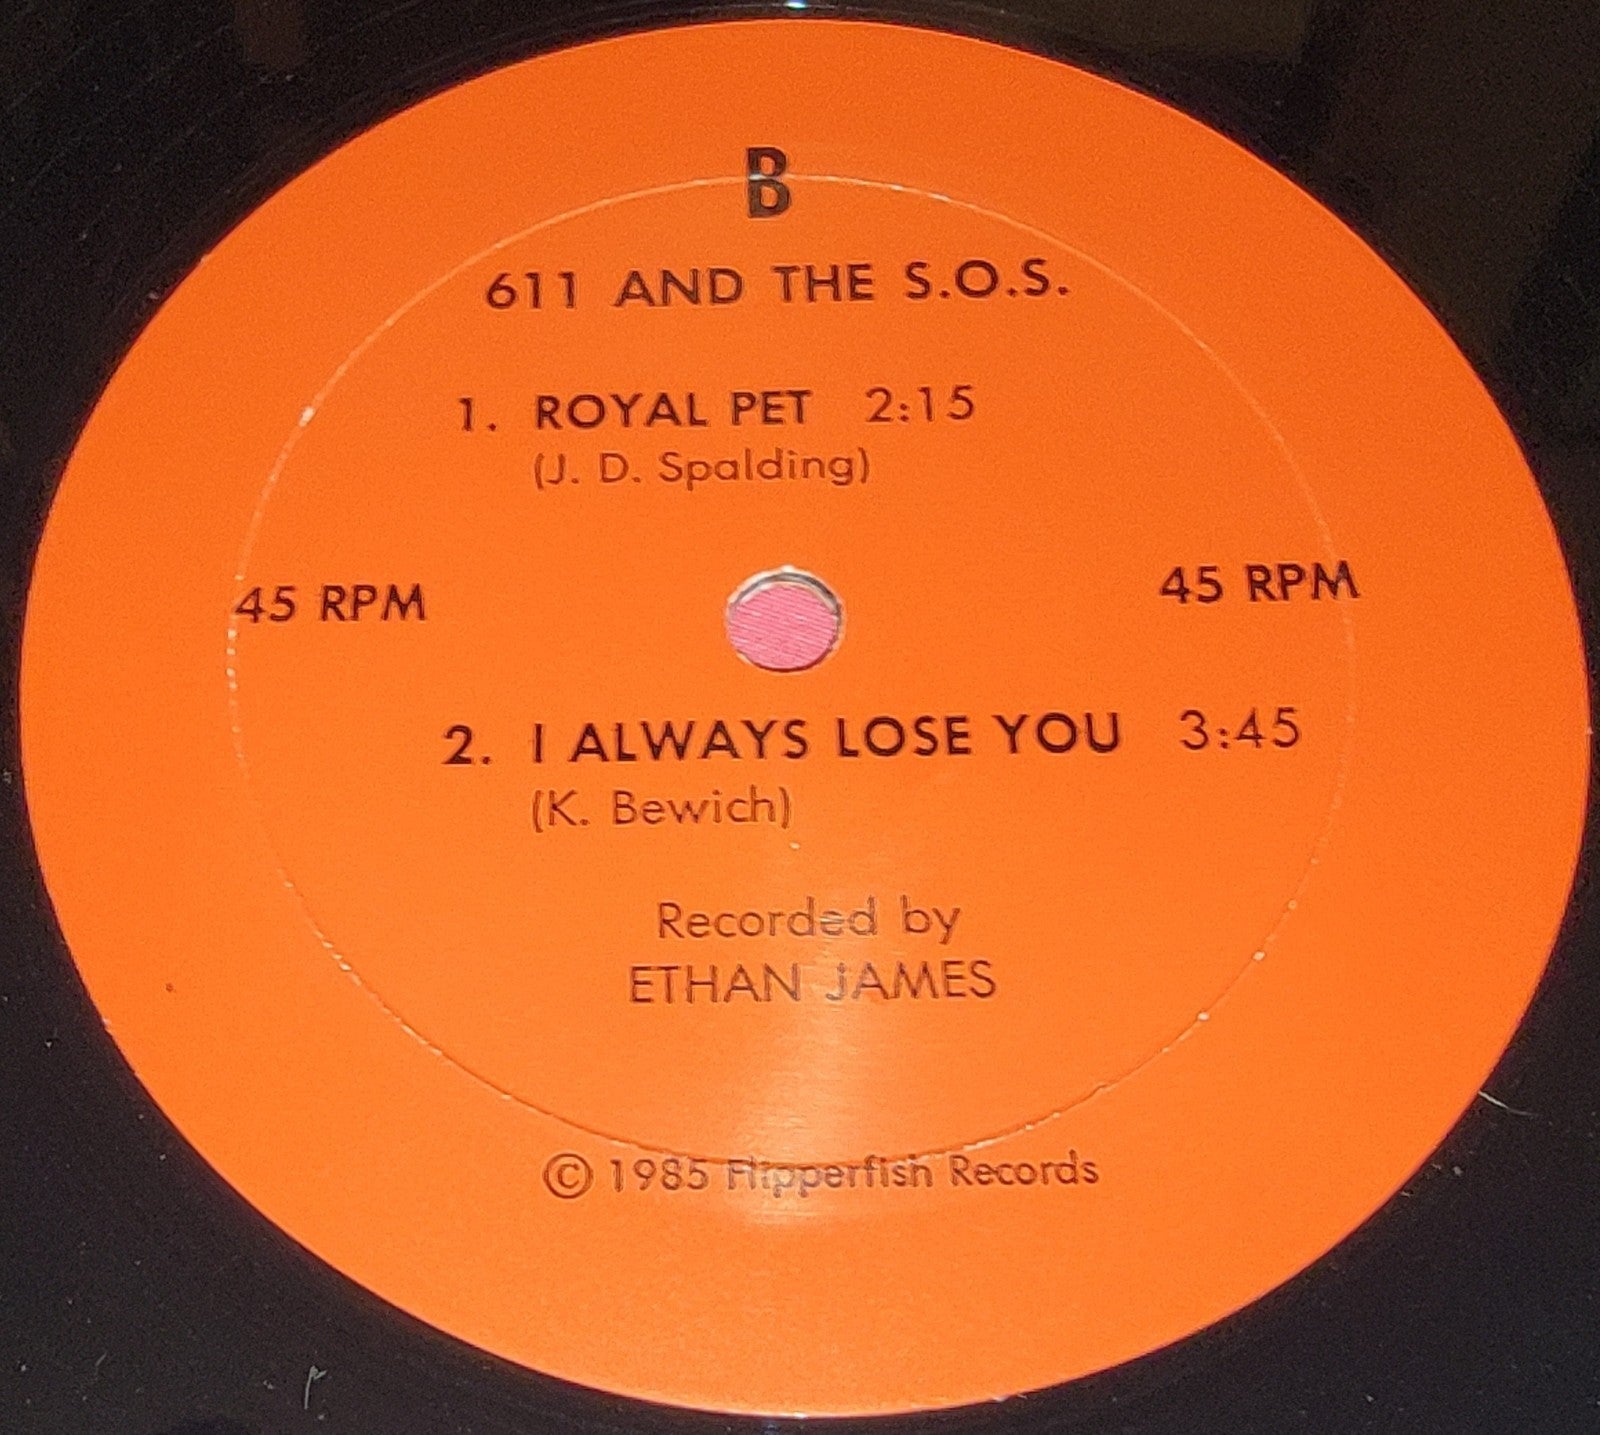 B
611 AND THE S.O.S.
1. ROYAL PET 2:15
(J. D. Spalding)
45 RPM 45 RPM
2. I ALWAYS LOSE YOU 3:45
(K. Bewich)
Recorded by
ETHAN JAMES
© 1985 Flipperfish Records